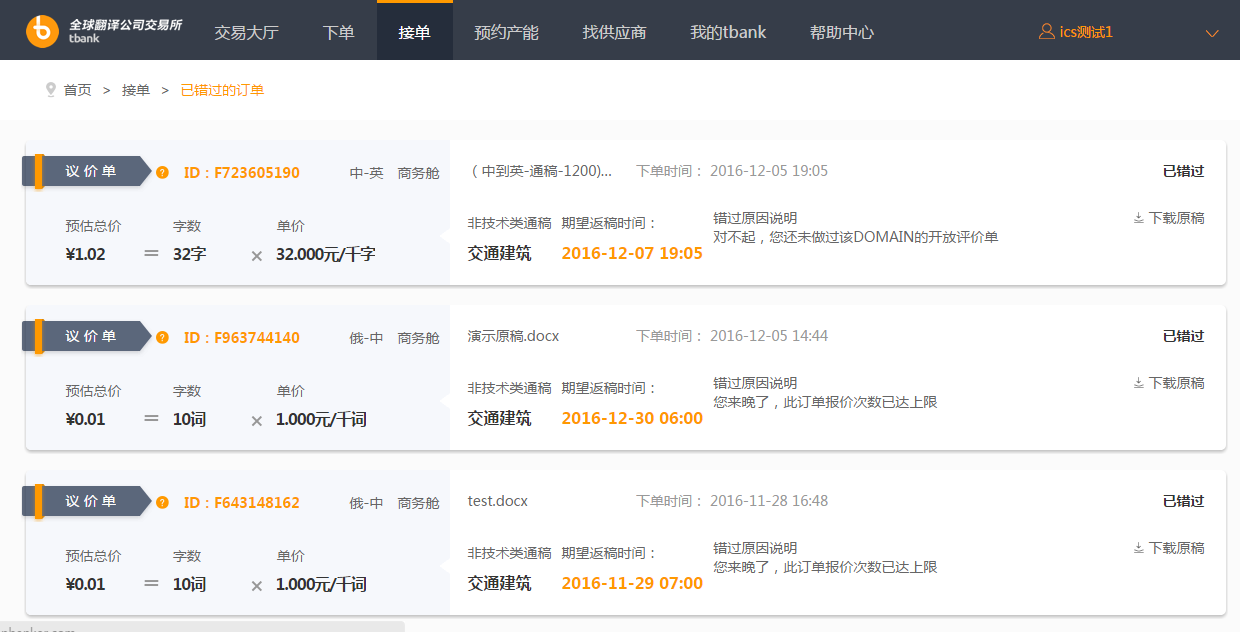 全球翻译公司交易所
tbank
交易大厅 下单 接单 预约产能 找供应商 我的tbank 帮助中心 ics测试1
首页 > 接单 > 已错过的订单
议价单 ? ID：F723605190 中-英 商务舱 （中到英-通稿-1200)... 下单时间： 2016-12-05 19:05 已错过
预估总价 字数 单价 非技术类通稿 期望返稿时间： 错过原因说明 下载原稿
对不起，您还未做过该DOMAIN的开放评价单
¥1.02 = 32字 × 32.000元/千字 交通建筑 2016-12-07 19:05
议价单 ? ID：F963744140 俄-中 商务舱 演示原稿.docx 下单时间： 2016-12-05 14:44 已错过
预估总价 字数 单价 非技术类通稿 期望返稿时间： 错过原因说明 下载原稿
您来晚了，此订单报价次数已达上限
¥0.01 = 10词 × 1.000元/千词 交通建筑 2016-12-30 06:00
议价单 ? ID：F643148162 俄-中 商务舱 test.docx 下单时间： 2016-11-28 16:48 已错过
预估总价 字数 单价 非技术类通稿 期望返稿时间： 错过原因说明 下载原稿
您来晚了，此订单报价次数已达上限
¥0.01 = 10词 × 1.000元/千词 交通建筑 2016-11-29 07:00